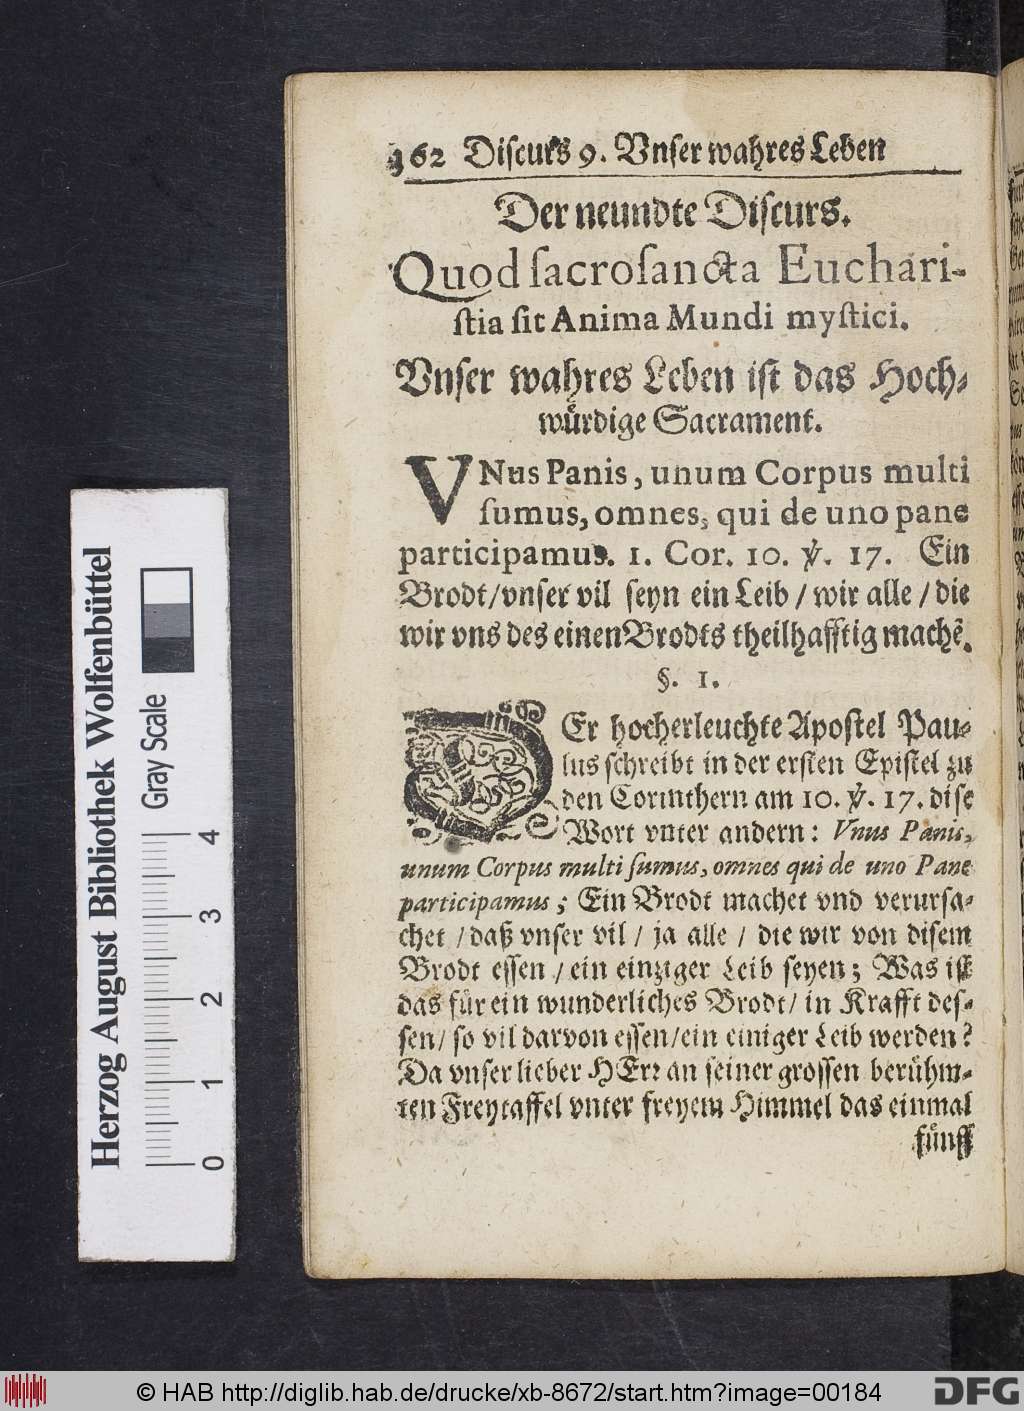 162 Diſcurs 9. Vnſer wahres Leben
Der neundte Diſcurs.
Quod ſacroſancta Euchari-
ſtia ſit Anima Mundi myſtici.
Vnſer wahres Leben iſt das Hoch-
wuͤrdige Sacrament.
VNus Panis, unum Corpus multi
ſumus, omnes, qui de uno pane
participamus. 1. Cor. 10. ℣. 17. Ein
Brodt/ vnſer vil ſeyn ein Leib / wir alle / die
wir vns des einen Brodts theilhafftig machẽ.
§. 1.
DEr hocherleuchte Apoſtel Pau-
lus ſchreibt in der erſten Epiſtel zu
den Corinthern am 10. ℣. 17. diſe
Wort vnter andern: Vnus Panis,
unum Corpus multi ſumus, omnes qui de uno Pane
participamus; Ein Brodt machet vnd verurſa-
chet / daß vnſer vil / ja alle / die wir von diſem
Brodt eſſen / ein einziger Leib ſeyen; Was iſt
das fuͤr ein wunderliches Brodt/ in Krafft deſ-
ſen/ ſo vil darvon eſſen/ ein einiger Leib werden?
Da vnſer lieber HErr an ſeiner groſſen beruͤhm-
ten Freytaffel vnter freyem Himmel das einmal
fuͤnff
Herzog August Bibliothek Wolfenbüttel
Gray Scale
0 1 2 3 4
© HAB http://diglib.hab.de/drucke/xb-8672/start.htm?image=00184
DFG